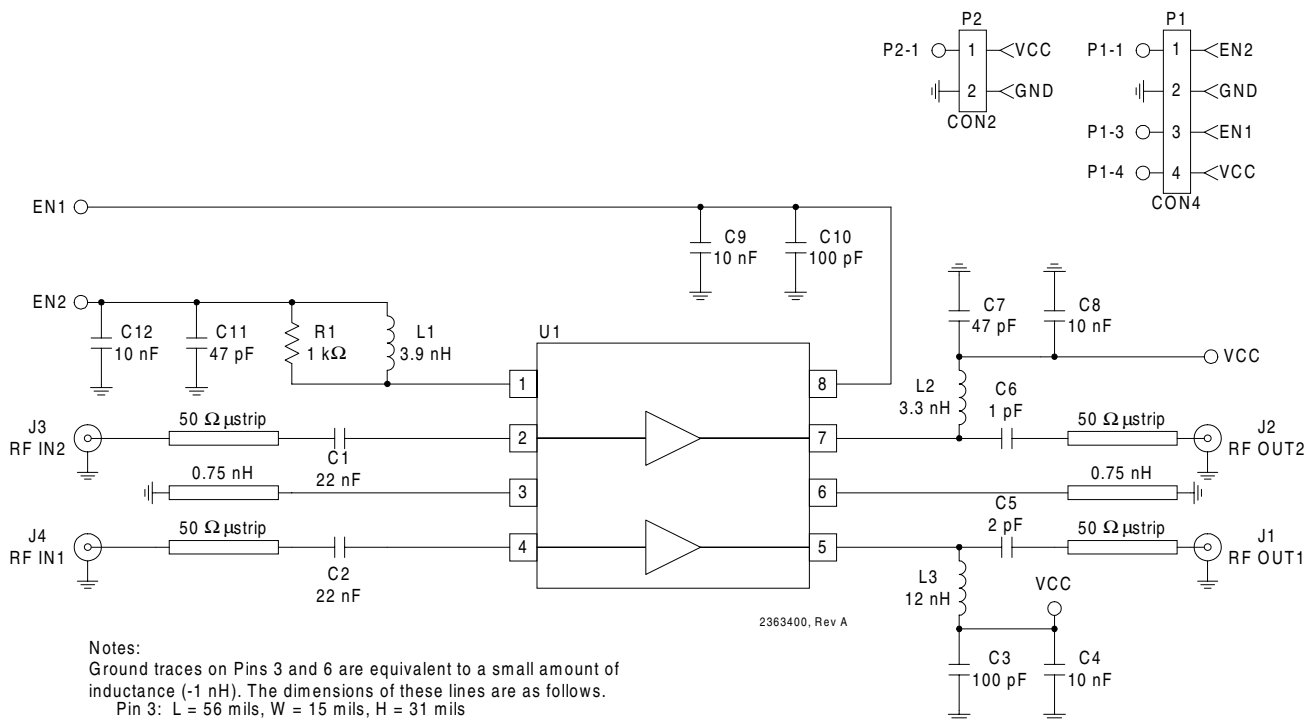 P2
P2-1 1 VCC
2 GND
CON2
P1
P1-1 1 EN2
2 GND
P1-3 3 EN1
P1-4 4 VCC
CON4
EN1
C9
10 nF
C10
100 pF
EN2
C12
10 nF
C11
47 pF
R1
1 kΩ
L1
3.9 nH
U1
C7
47 pF
C8
10 nF
VCC
1
8
L2
3.3 nH
C6
1 pF
J3
RF IN2
50 Ω µstrip
C1
22 nF
2
7
50 Ω µstrip
J2
RF OUT2
0.75 nH
3
6
0.75 nH
J4
RF IN1
50 Ω µstrip
C2
22 nF
4
5
C5
2 pF
50 Ω µstrip
J1
RF OUT1
L3
12 nH
VCC
C3
100 pF
C4
10 nF
2363400, Rev A
Notes:
Ground traces on Pins 3 and 6 are equivalent to a small amount of
inductance (-1 nH). The dimensions of these lines are as follows.
Pin 3: L = 56 mils, W = 15 mils, H = 31 mils